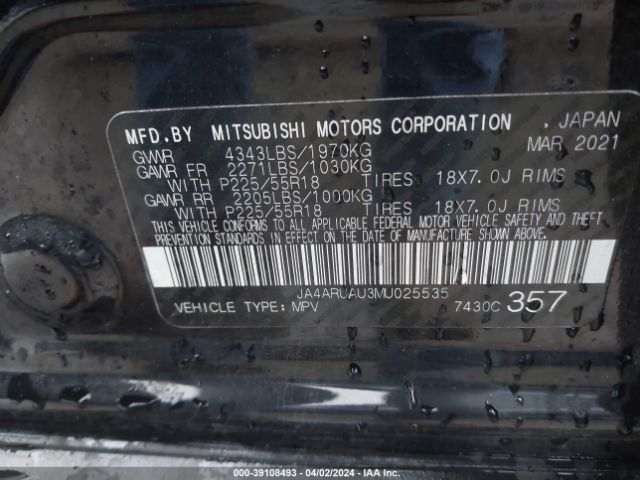 MFD.BY MITSUBISHI MOTORS CORPORATION . JAPAN
GVWR 4343LBS/1970KG MAR 2021
GAWR FR 2271LBS/1030KG
WITH P225/55R18 TIRES 18X7.0J RIMS
GAWR RR 2205LBS/1000KG
WITH P225/55R18 TIRES 18X7.0J RIMS
THIS VEHICLE CONFORMS TO ALL APPLICABLE FEDERAL MOTOR VEHICLE SAFETY AND THEFT
PREVENTION STANDARDS IN EFFECT ON THE DATE OF MANUFACTURE SHOWN ABOVE.
JA4ARUAU3MU025535
VEHICLE TYPE: MPV 7430C 357
000-39108493 - 04/02/2024 - IAA Inc.